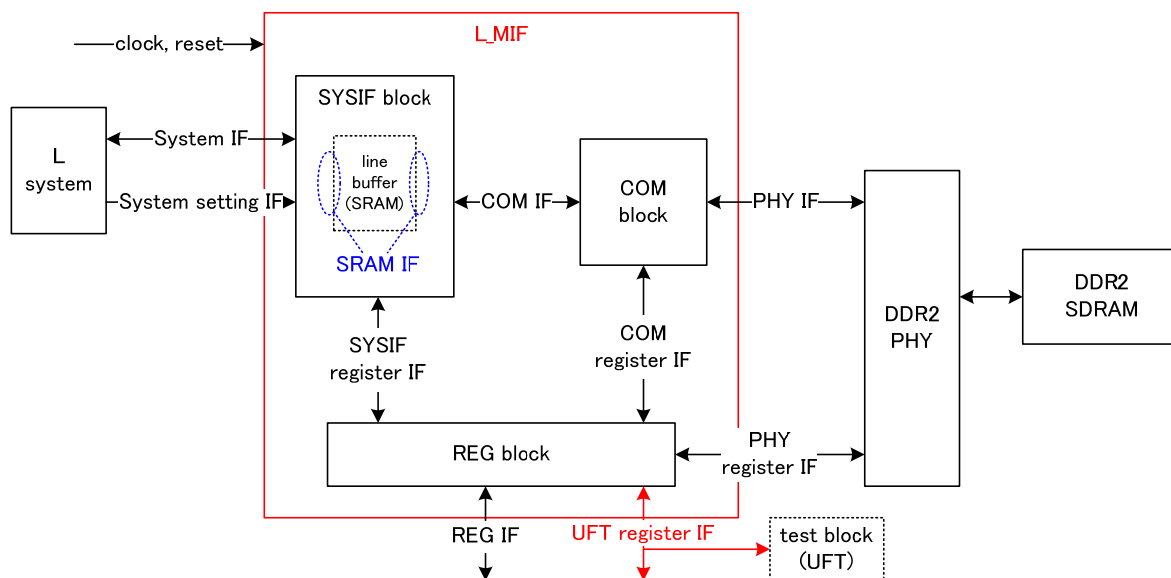 L_MIF
clock, reset
SYSIF block
L
system
System IF
System setting IF
line
buffer
(SRAM)
SRAM IF
COM IF
COM
block
PHY IF
DDR2
PHY
DDR2
SDRAM
SYSIF
register IF
COM
register IF
REG block
PHY
register IF
REG IF
UFT register IF
test block
(UFT)